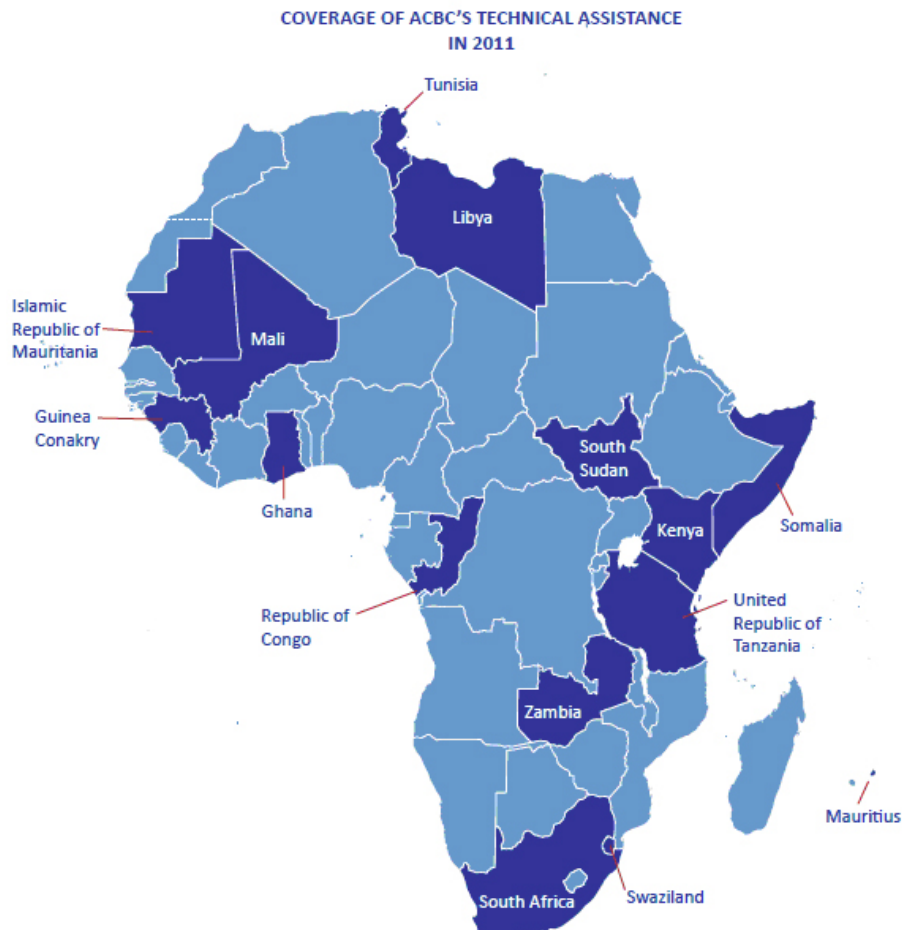 COVERAGE OF ACBC'S TECHNICAL ASSISTANCE
IN 2011
Tunisia
Libya
Islamic
Republic of
Mauritania
Mali
Guinea
Conakry
Ghana
South
Sudan
Somalia
Kenya
Republic of
Congo
United
Republic of
Tanzania
Zambia
Mauritius
Swaziland
South Africa